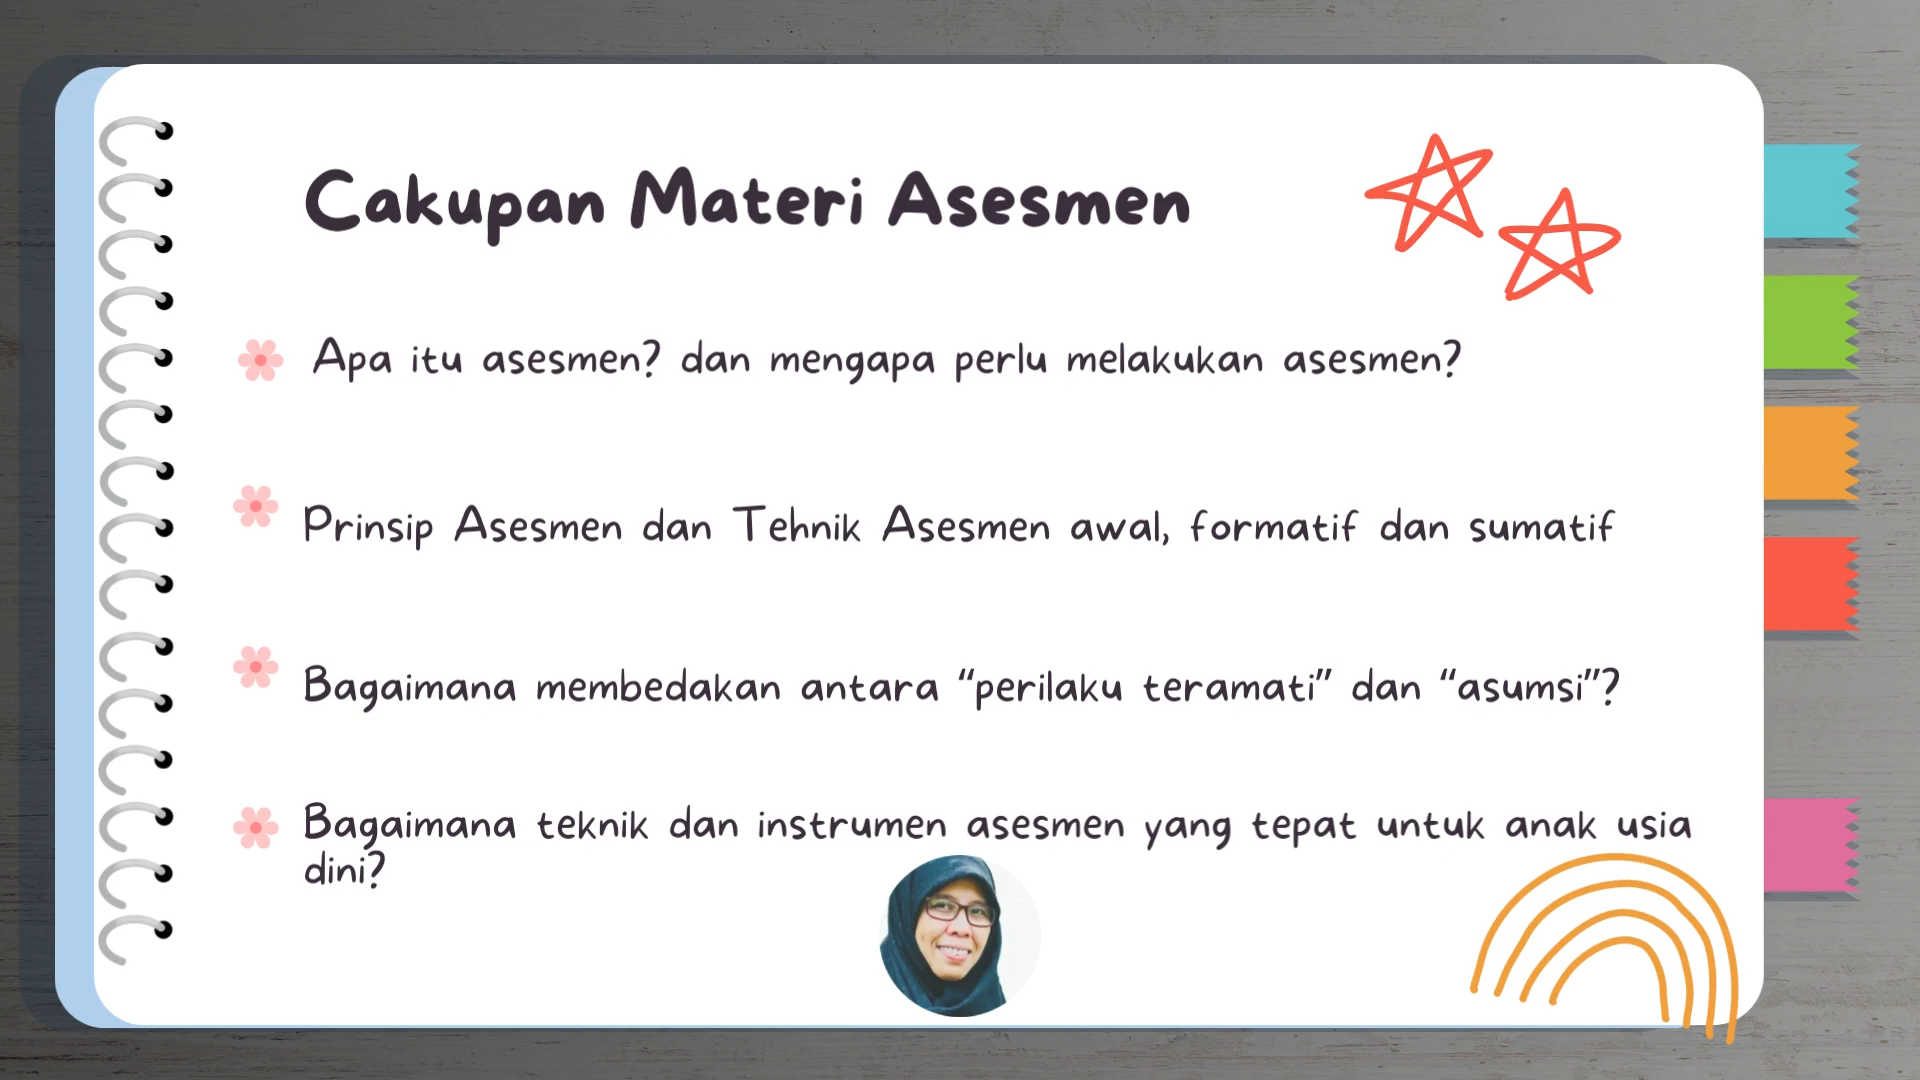 Cakupan Materi Asesmen
Apa itu asesmen? dan mengapa perlu melakukan asesmen?
Prinsip Asesmen dan Tehnik Asesmen awal, formatif dan sumatif
Bagaimana membedakan antara “perilaku teramati” dan “asumsi”?
Bagaimana teknik dan instrumen asesmen yang tepat untuk anak usia
dini?